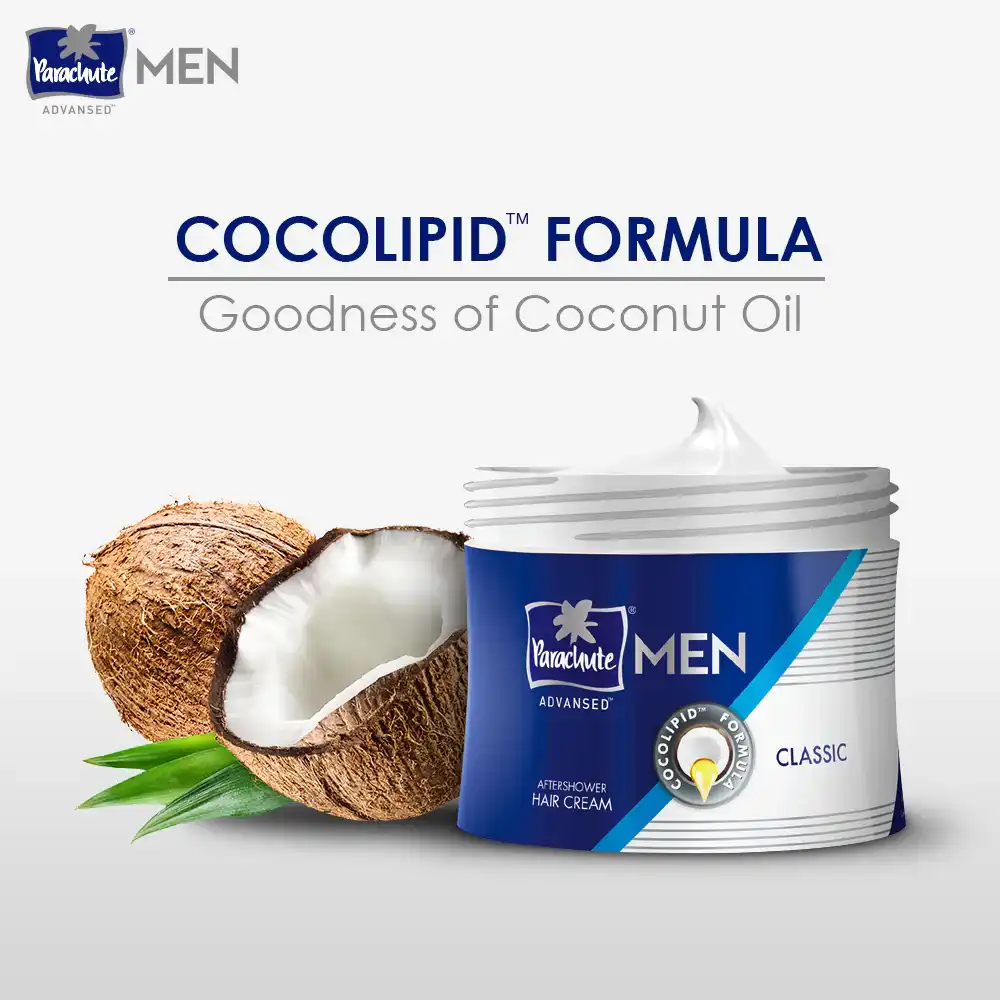 Parachute®
ADVANSED™
MEN
COCOLIPID™ FORMULA
Goodness of Coconut Oil
Parachute®
ADVANSED™
MEN
COCOLIPID™ FORMULA
CLASSIC
AFTERSHOWER
HAIR CREAM